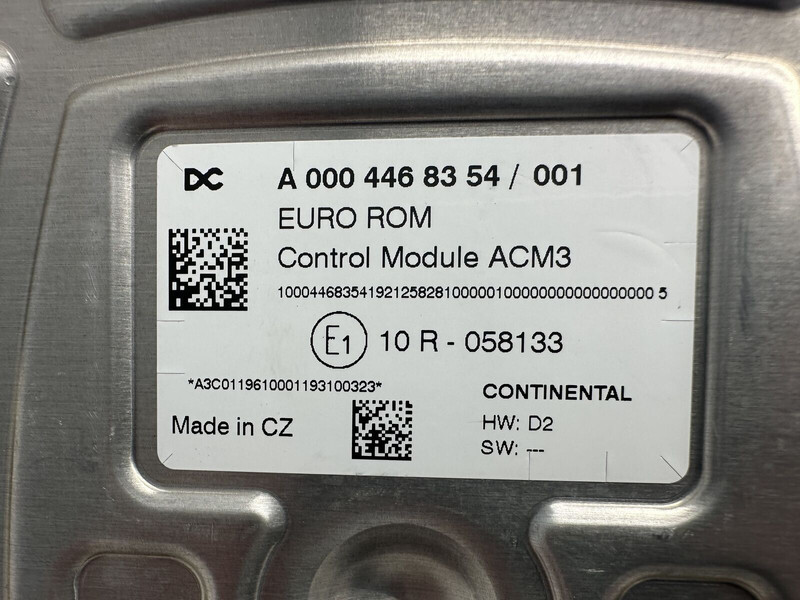 DC A 000 446 83 54 / 001
EURO ROM
Control Module ACM3
10004468354192125828100000100000000000000000000 5
E1 10 R - 058133
*A3C0119610001193100323*
CONTINENTAL
Made in CZ
HW: D2
SW: ---